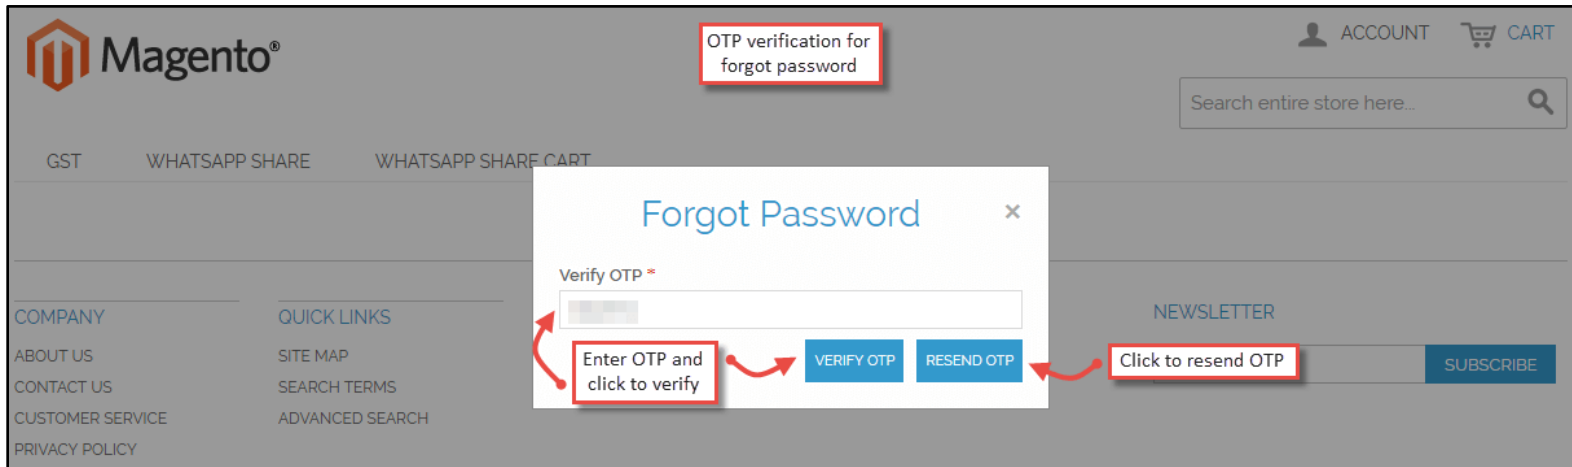 Magento®
OTP verification for
forgot password
ACCOUNT
CART
Search entire store here...
GST
WHATSAPP SHARE
WHATSAPP SHARE CART
Forgot Password
×
Verify OTP *
Enter OTP and
click to verify
VERIFY OTP
RESEND OTP
Click to resend OTP
COMPANY
ABOUT US
CONTACT US
CUSTOMER SERVICE
PRIVACY POLICY
QUICK LINKS
SITE MAP
SEARCH TERMS
ADVANCED SEARCH
NEWSLETTER
SUBSCRIBE